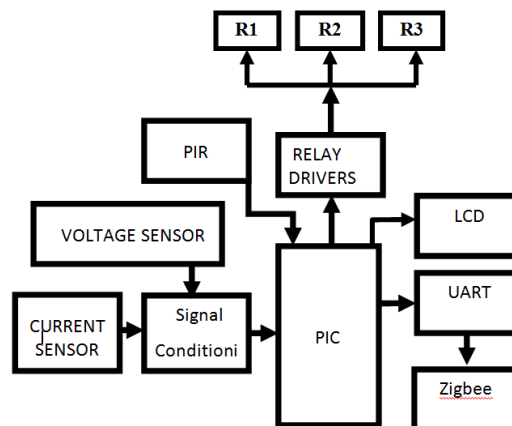 R1
R2
R3
PIR
RELAY
DRIVERS
LCD
VOLTAGE SENSOR
UART
Signal
Conditioni
CURRENT
SENSOR
PIC
Zigbee